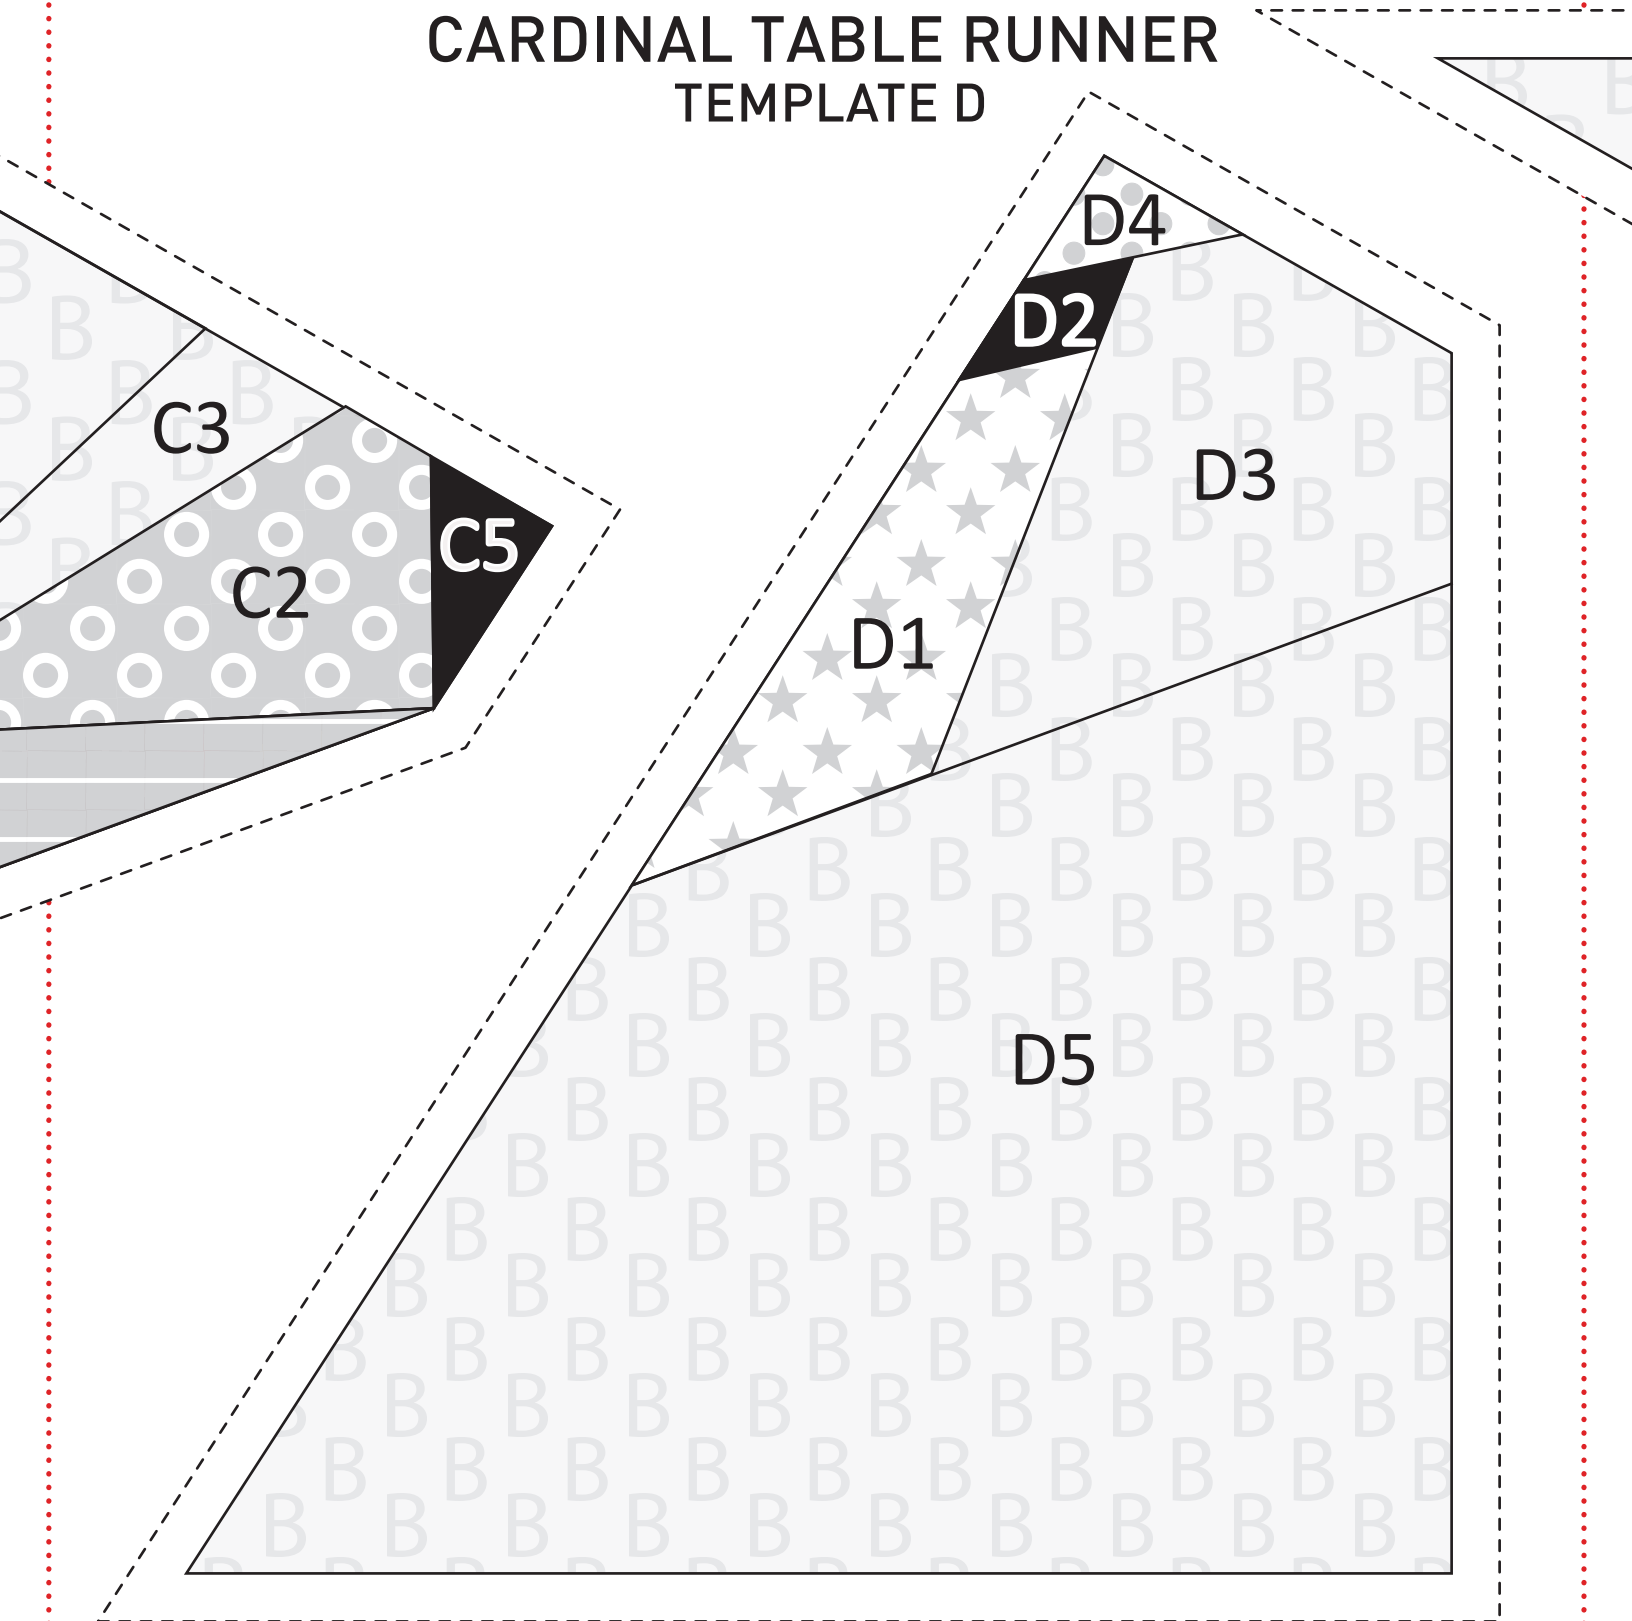 CARDINAL TABLE RUNNER
TEMPLATE D
D4
D2
C3
D3
C5
C2
D1
D5